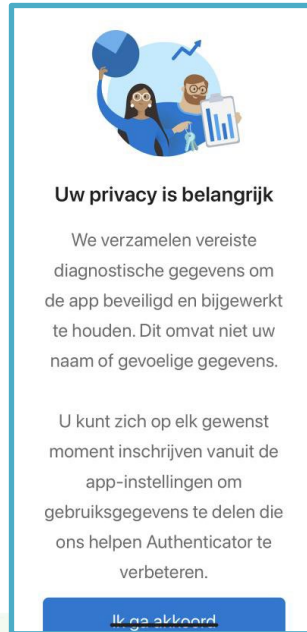 Uw privacy is belangrijk
We verzamelen vereiste
diagnostische gegevens om
de app beveiligd en bijgewerkt
te houden. Dit omvat niet uw
naam of gevoelige gegevens.
U kunt zich op elk gewenst
moment inschrijven vanuit de
app-instellingen om
gebruiksgegevens te delen die
ons helpen Authenticator te
verbeteren.
Ik ga akkoord